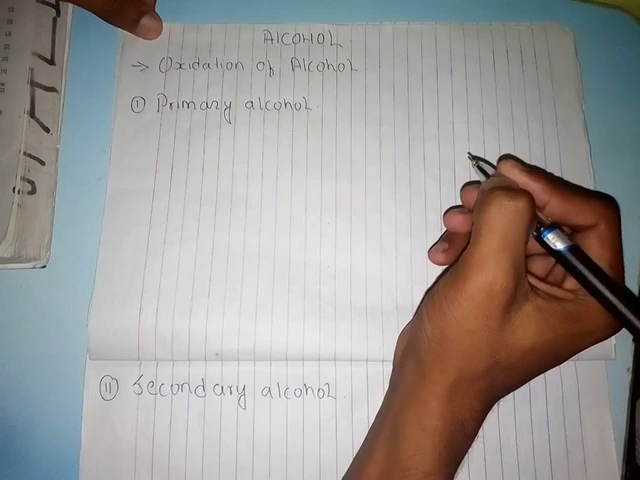 AlCOHOL
→ Oxidation of Alcohol
① Primary alcohol.
⑪ Secondary alcohol